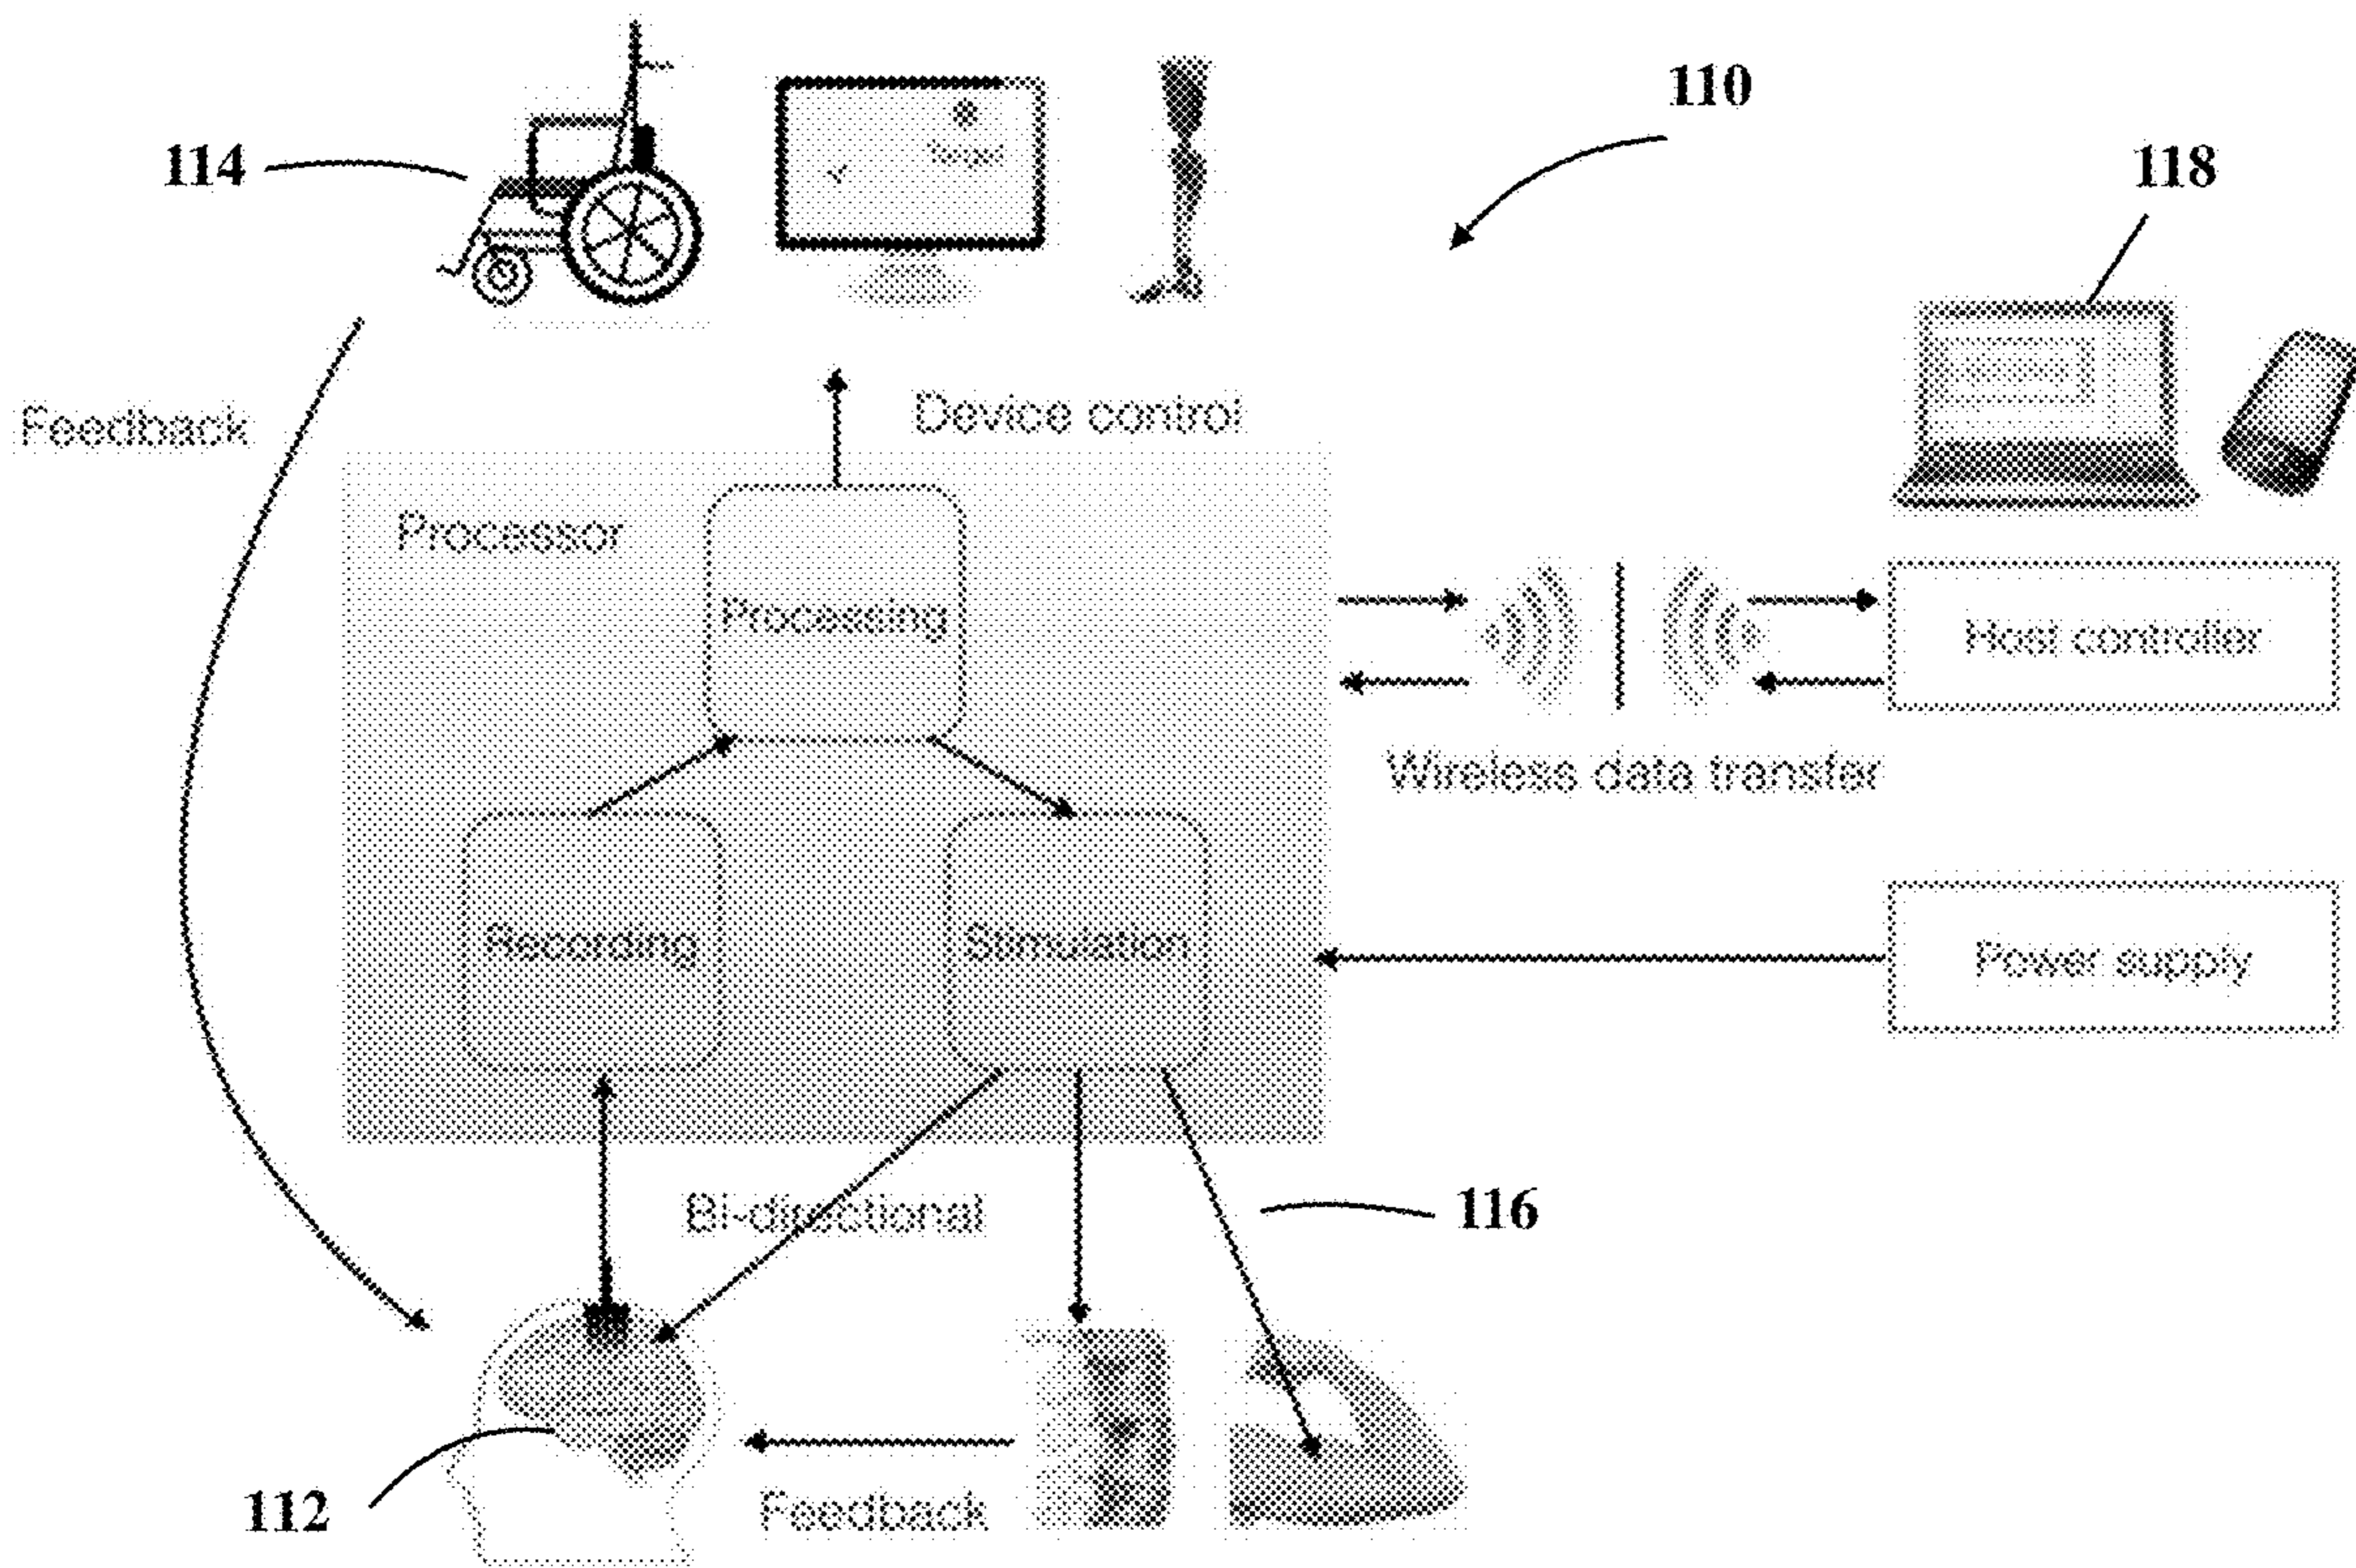 110
114
118
Target
Feedback
Device control
Processor
Processing
Host controller
Wireless data transfer
Recording
Stimulation
Power supply
Bi-directional
116
112
Feedback